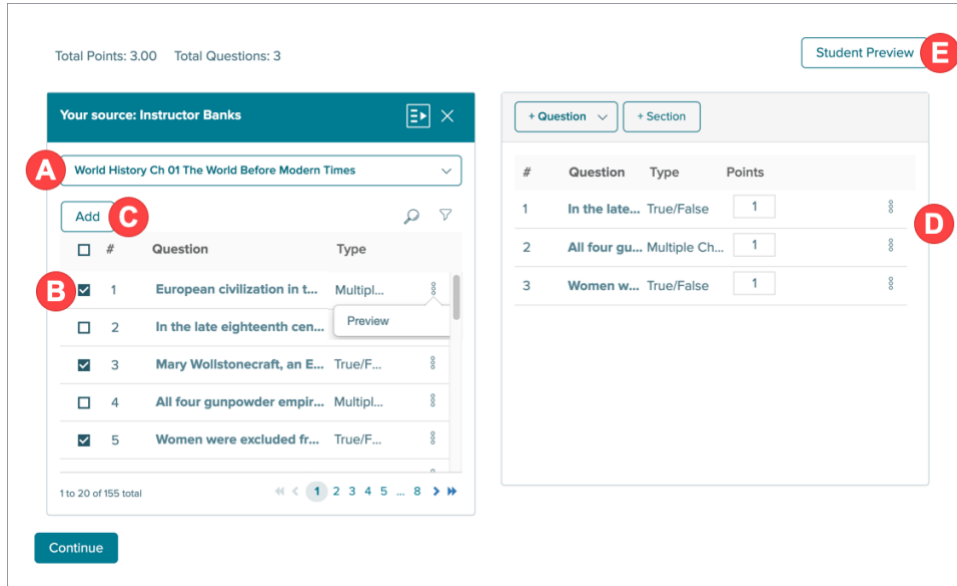 Total Points: 3.00 Total Questions: 3
Student Preview
E
Your source: Instructor Banks
A
World History Ch 01 The World Before Modern Times
Add
C
# Question Type
B
1 European civilization in t... Multipl...
Preview
2 In the late eighteenth cen...
3 Mary Wollstonecraft, an E... True/F...
4 All four gunpowder empir... Multipl...
5 Women were excluded fr... True/F...
1 to 20 of 155 total
1 2 3 4 5 ... 8
+ Question + Section
# Question Type Points
1 In the late... True/False 1
D
2 All four gu... Multiple Ch... 1
3 Women w... True/False 1
Continue